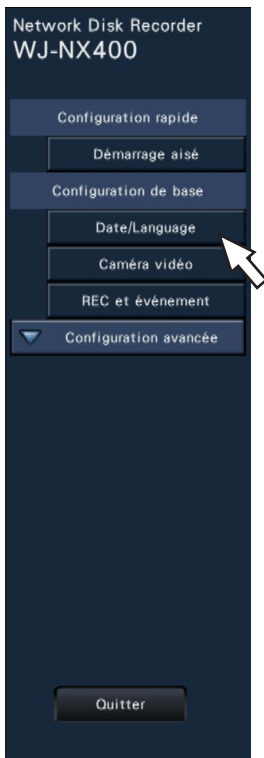 Network Disk Recorder
WJ-NX400
Configuration rapide
Démarrage aisé
Configuration de base
Date/Language
Caméra vidéo
REC et événement
Configuration avancée
Quitter